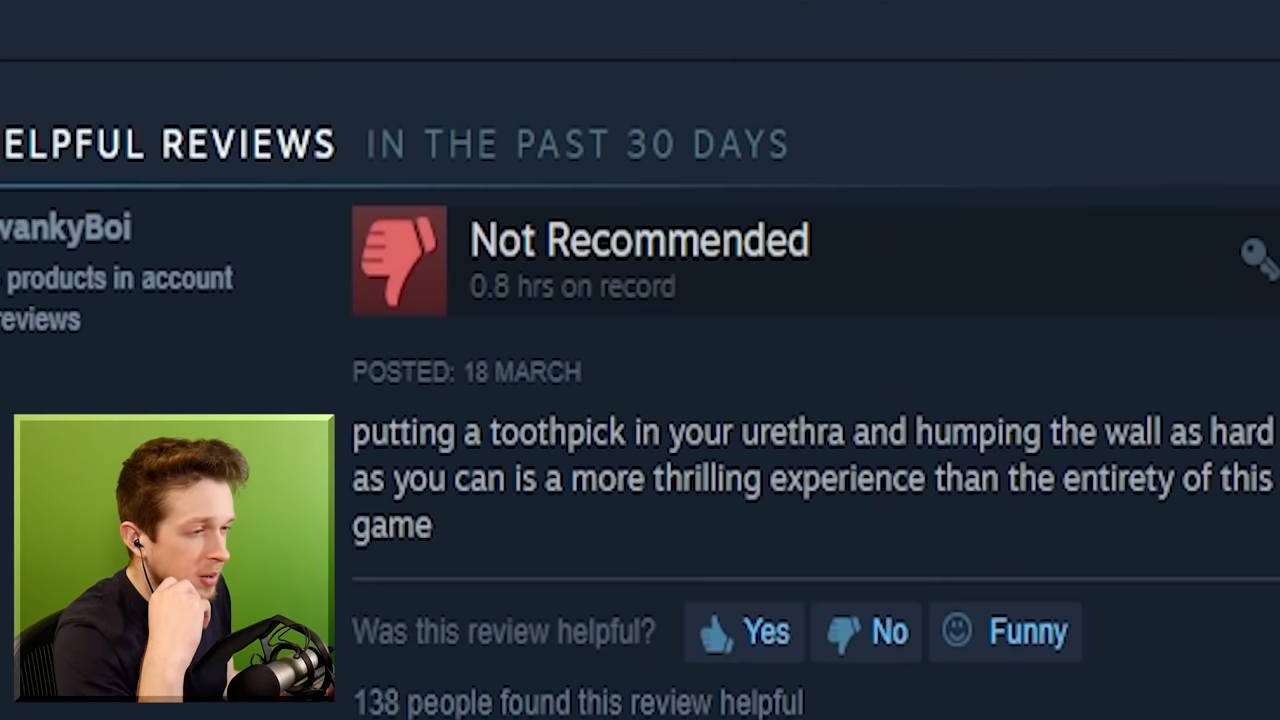 ELPFUL REVIEWS IN THE PAST 30 DAYS
vankyBoi
products in account
reviews
Not Recommended
0.8 hrs on record
POSTED: 18 MARCH
putting a toothpick in your urethra and humping the wall as hard
as you can is a more thrilling experience than the entirety of this
game
Was this review helpful? Yes No Funny
138 people found this review helpful